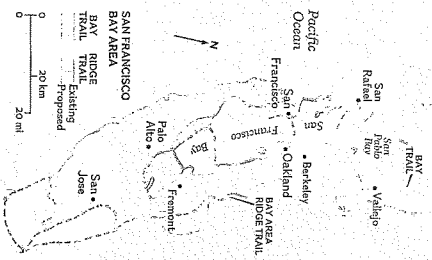 Pacific
Ocean
San
Rafael
San
Pablo
Bay
BAY
TRAIL
Vallejo
San
Francisco
San
Francisco
Bay
Berkeley
Oakland
BAY AREA
RIDGE TRAIL
Palo
Alto
Fremont
San
Jose
N
SAN FRANCISCO
BAY AREA
BAY RIDGE
TRAIL TRAIL
Existing
Proposed
0 20 km
0 20 mi